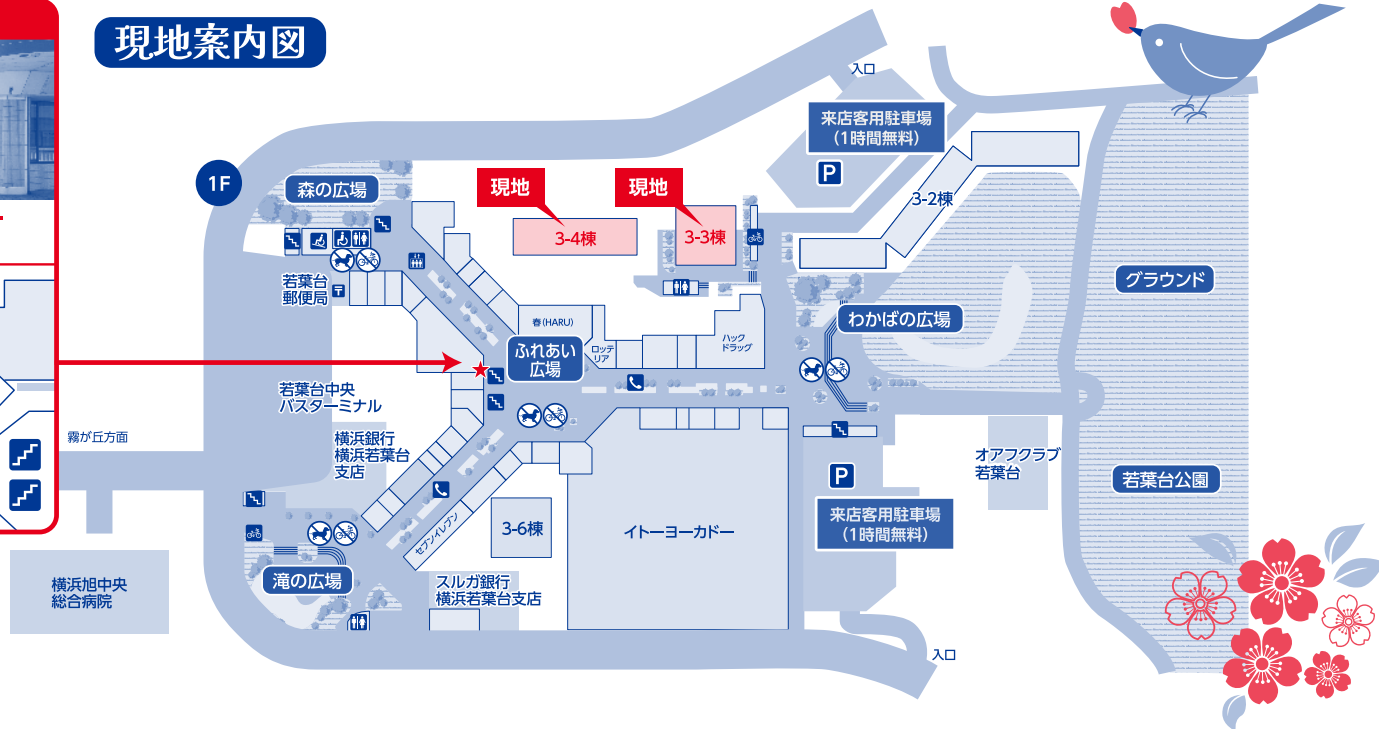 現地案内図
入口
来店客用駐車場
(1時間無料)
P
1F
森の広場
現地
現地
3-4棟
3-3棟
3-2棟
若葉台
郵便局
〒
グラウンド
わかばの広場
春(HARU)
ロッテ
リア
ハック
ドラッグ
ふれあい
広場
若葉台中央
バスターミナル
霧が丘方面
横浜銀行
横浜若葉台
支店
オアフクラブ
若葉台
若葉台公園
P
来店客用駐車場
(1時間無料)
セブンイレブン
3-6棟
イトーヨーカドー
横浜旭中央
総合病院
滝の広場
スルガ銀行
横浜若葉台支店
入口